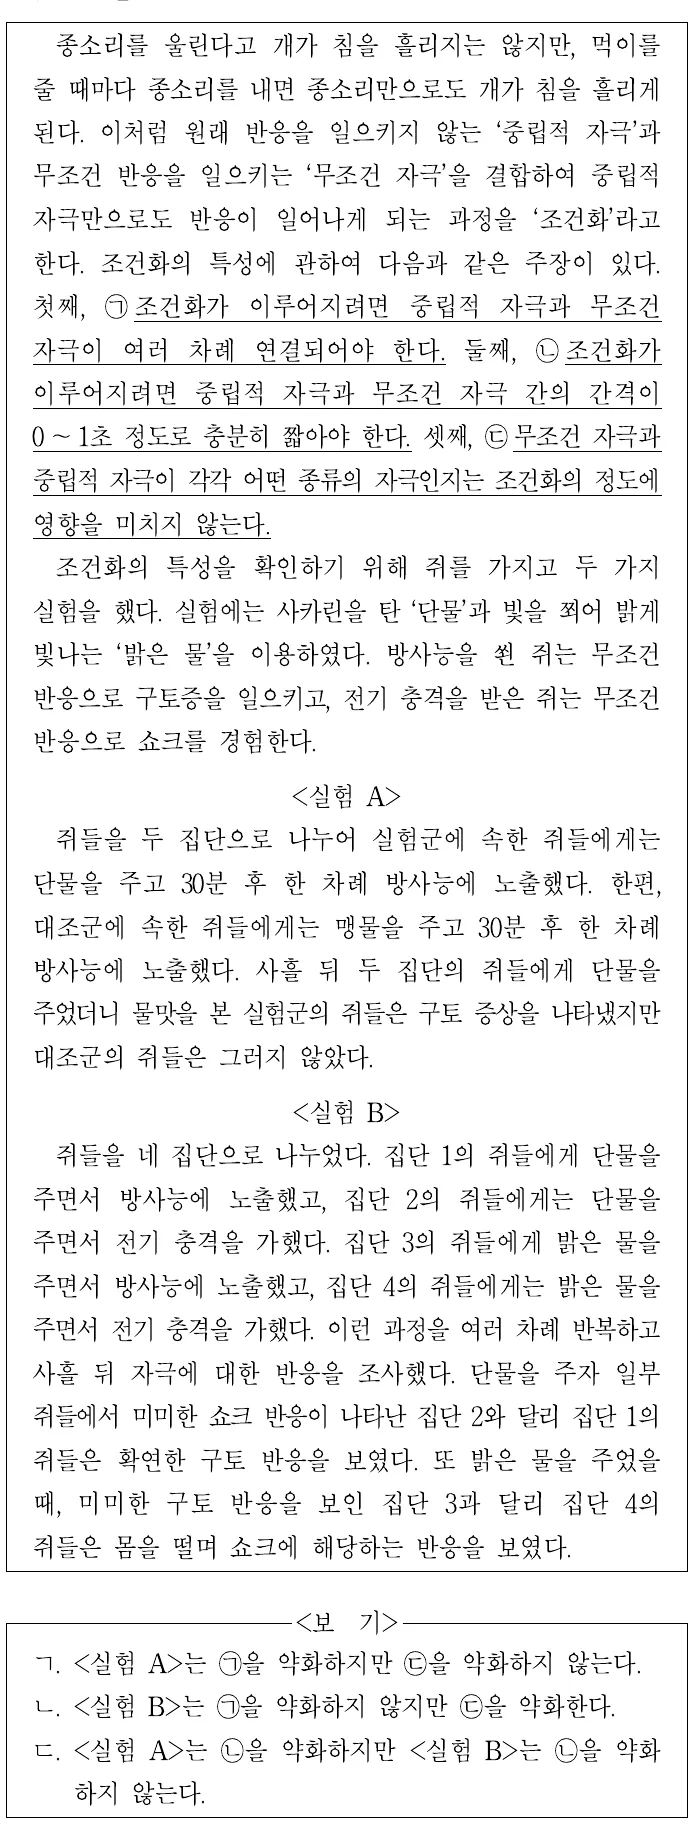 종소리를 울린다고 개가 침을 흘리지는 않지만, 먹이를
줄 때마다 종소리를 내면 종소리만으로도 개가 침을 흘리게
된다. 이처럼 원래 반응을 일으키지 않는 ‘중립적 자극’과
무조건 반응을 일으키는 ‘무조건 자극’을 결합하여 중립적
자극만으로도 반응이 일어나게 되는 과정을 ‘조건화’라고
한다. 조건화의 특성에 관하여 다음과 같은 주장이 있다.
첫째, ㉠조건화가 이루어지려면 중립적 자극과 무조건
자극이 여러 차례 연결되어야 한다. 둘째, ㉡조건화가
이루어지려면 중립적 자극과 무조건 자극 간의 간격이
0 ~ 1초 정도로 충분히 짧아야 한다. 셋째, ㉢무조건 자극과
중립적 자극이 각각 어떤 종류의 자극인지는 조건화의 정도에
영향을 미치지 않는다.
조건화의 특성을 확인하기 위해 쥐를 가지고 두 가지
실험을 했다. 실험에는 사카린을 탄 ‘단물’과 빛을 쬐어 밝게
빛나는 ‘밝은 물’을 이용하였다. 방사능을 쐰 쥐는 무조건
반응으로 구토증을 일으키고, 전기 충격을 받은 쥐는 무조건
반응으로 쇼크를 경험한다.
<실험 A>
쥐들을 두 집단으로 나누어 실험군에 속한 쥐들에게는
단물을 주고 30분 후 한 차례 방사능에 노출했다. 한편,
대조군에 속한 쥐들에게는 맹물을 주고 30분 후 한 차례
방사능에 노출했다. 사흘 뒤 두 집단의 쥐들에게 단물을
주었더니 물맛을 본 실험군의 쥐들은 구토 증상을 나타냈지만
대조군의 쥐들은 그러지 않았다.
<실험 B>
쥐들을 네 집단으로 나누었다. 집단 1의 쥐들에게 단물을
주면서 방사능에 노출했고, 집단 2의 쥐들에게는 단물을
주면서 전기 충격을 가했다. 집단 3의 쥐들에게 밝은 물을
주면서 방사능에 노출했고, 집단 4의 쥐들에게는 밝은 물을
주면서 전기 충격을 가했다. 이런 과정을 여러 차례 반복하고
사흘 뒤 자극에 대한 반응을 조사했다. 단물을 주자 일부
쥐들에서 미미한 쇼크 반응이 나타난 집단 2와 달리 집단 1의
쥐들은 확연한 구토 반응을 보였다. 또 밝은 물을 주었을
때, 미미한 구토 반응을 보인 집단 3과 달리 집단 4의
쥐들은 몸을 떨며 쇼크에 해당하는 반응을 보였다.
<보 기>
ㄱ. <실험 A>는 ㉠을 약화하지만 ㉢을 약화하지 않는다.
ㄴ. <실험 B>는 ㉠을 약화하지 않지만 ㉢을 약화한다.
ㄷ. <실험 A>는 ㉡을 약화하지만 <실험 B>는 ㉡을 약화
하지 않는다.